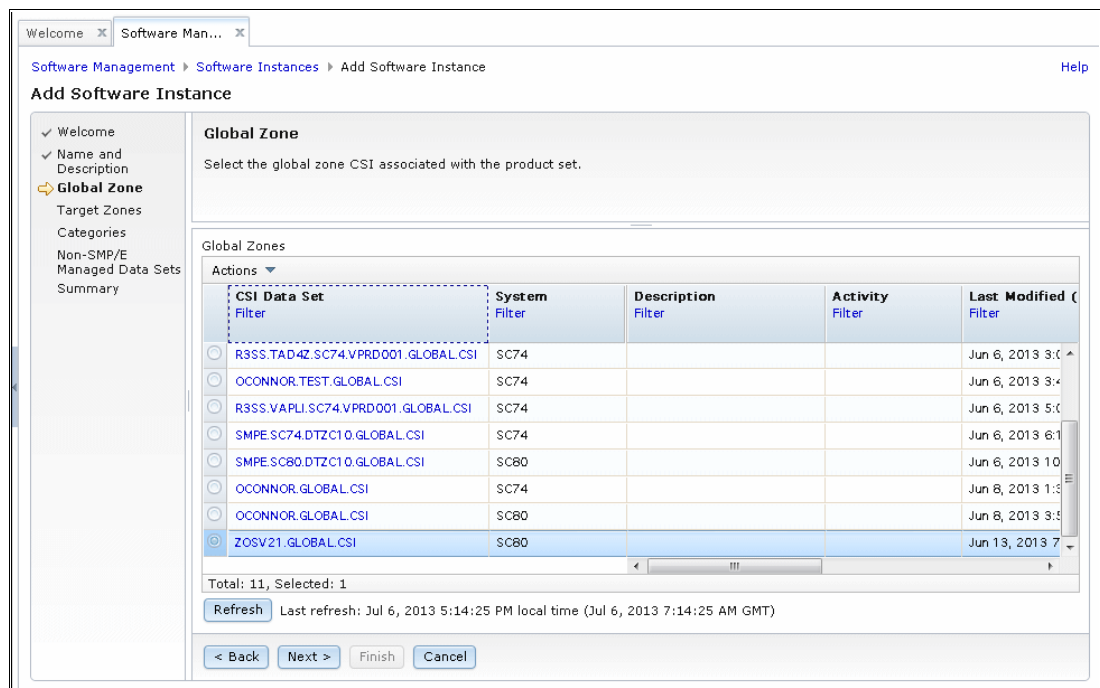 Welcome X Software Man... X
Software Management Software Instances Add Software Instance Help
Add Software Instance
Welcome
Name and
Description
Global Zone
Target Zones
Categories
Non-SMP/E
Managed Data Sets
Summary
Global Zone
Select the global zone CSI associated with the product set.
Global Zones
Actions
CSI Data Set System Description Activity Last Modified (
Filter Filter Filter Filter Filter
R3SS.TAD4Z.SC74.VPRD001.GLOBAL.CSI SC74 Jun 6, 2013 3:0
OCONNOR.TEST.GLOBAL.CSI SC74 Jun 6, 2013 3:4
R3SS.VAPLI.SC74.VPRD001.GLOBAL.CSI SC74 Jun 6, 2013 5:0
SMPE.SC74.DTZC10.GLOBAL.CSI SC74 Jun 6, 2013 6:1
SMPE.SC80.DTZC10.GLOBAL.CSI SC80 Jun 6, 2013 10
OCONNOR.GLOBAL.CSI SC74 Jun 8, 2013 1:3
OCONNOR.GLOBAL.CSI SC80 Jun 8, 2013 3:5
ZOSV21.GLOBAL.CSI SC80 Jun 13, 2013 7
Total: 11, Selected: 1
Refresh Last refresh: Jul 6, 2013 5:14:25 PM local time (Jul 6, 2013 7:14:25 AM GMT)
< Back Next > Finish Cancel